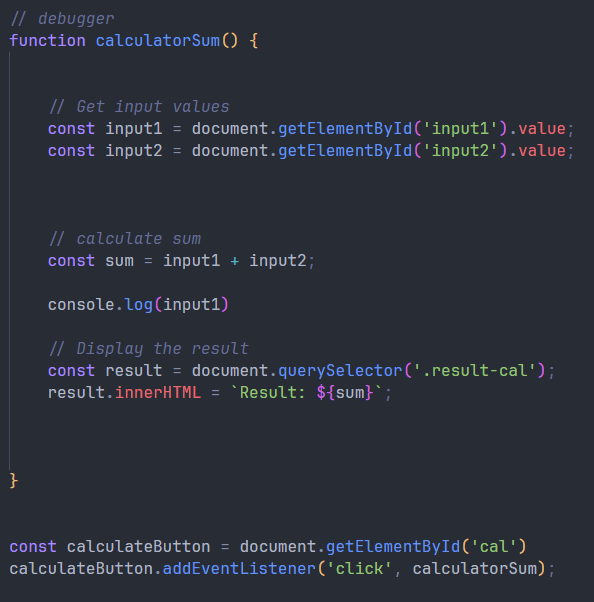 // debugger
function calculatorSum() {
// Get input values
const input1 = document.getElementById('input1').value;
const input2 = document.getElementById('input2').value;
// calculate sum
const sum = input1 + input2;
console.log(input1)
// Display the result
const result = document.querySelector('.result-cal');
result.innerHTML = `Result: ${sum}`;
}
const calculateButton = document.getElementById('cal')
calculateButton.addEventListener('click', calculatorSum);